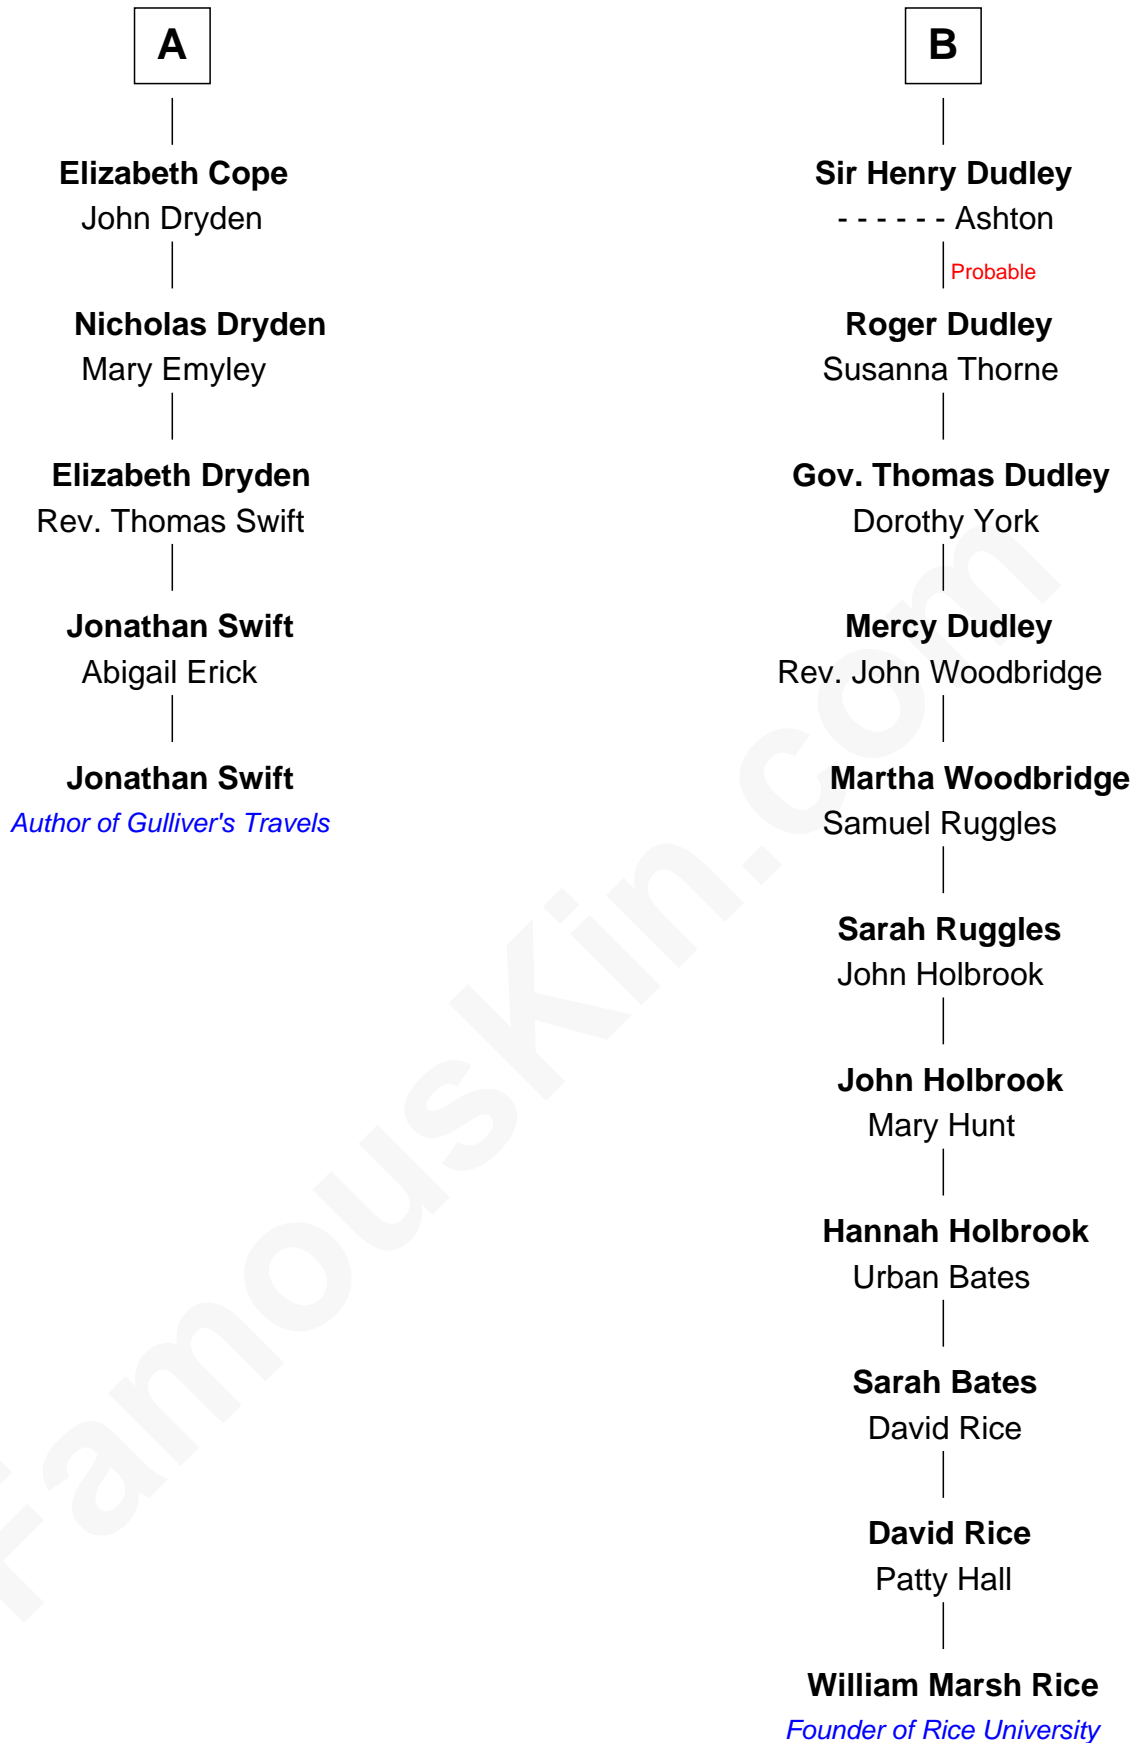 A
Elizabeth Cope
John Dryden
Nicholas Dryden
Mary Emyley
Elizabeth Dryden
Rev. Thomas Swift
Jonathan Swift
Abigail Erick
Jonathan Swift
Author of Gulliver's Travels
B
Sir Henry Dudley
- - - - - - Ashton
Probable
Roger Dudley
Susanna Thorne
Gov. Thomas Dudley
Dorothy York
Mercy Dudley
Rev. John Woodbridge
Martha Woodbridge
Samuel Ruggles
Sarah Ruggles
John Holbrook
John Holbrook
Mary Hunt
Hannah Holbrook
Urban Bates
Sarah Bates
David Rice
David Rice
Patty Hall
William Marsh Rice
Founder of Rice University
FamousKin.com